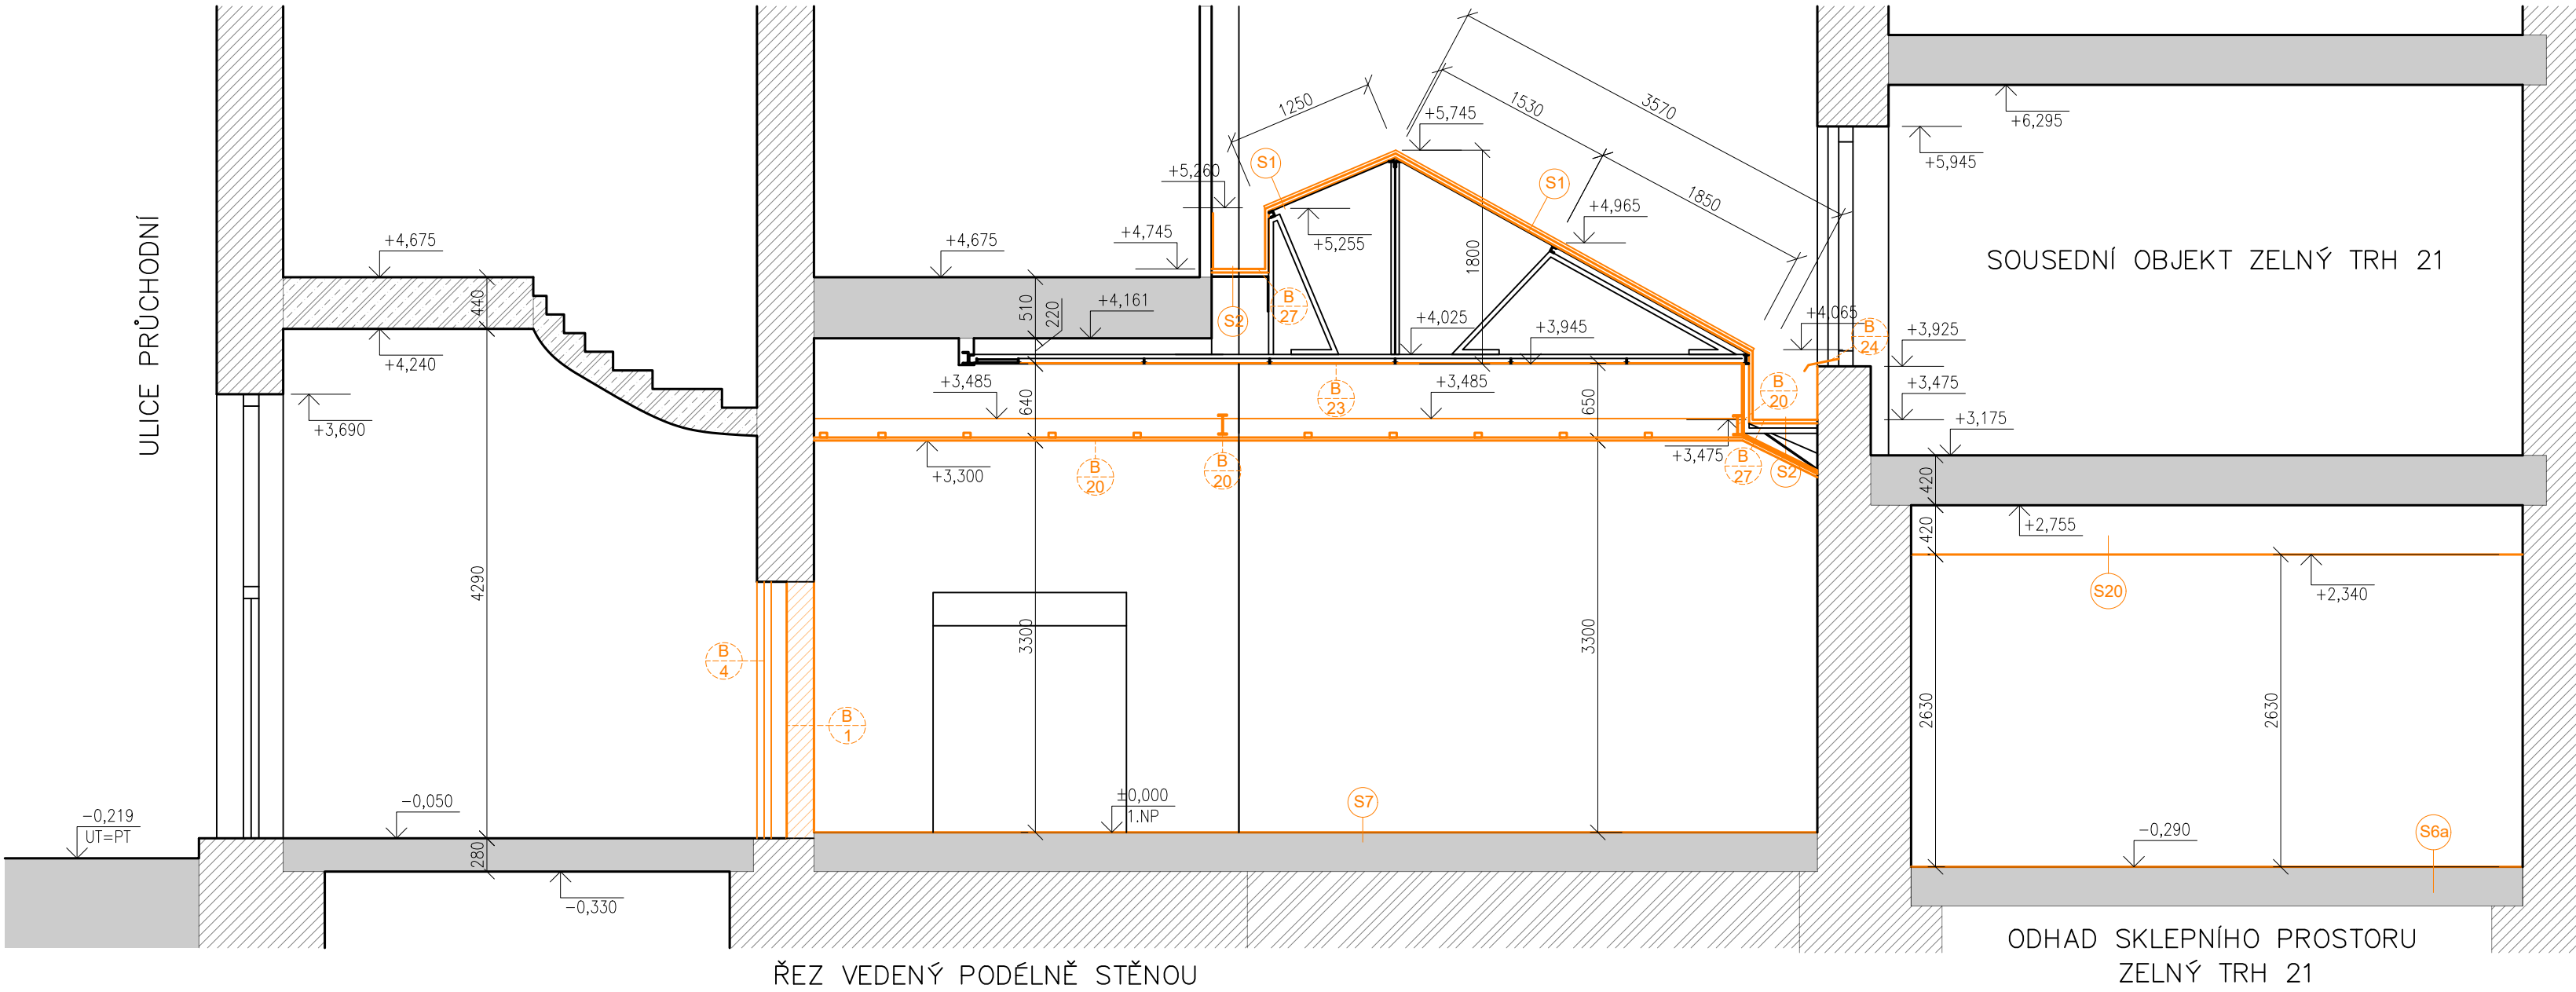 1250
3570
1530
+5,745
+6,295
+5,945
S1
+5,260
S1
1850
ULICE PRŮCHODNÍ
+4,965
+4,675
+4,745
+4,675
+5,255
1800
SOUSEDNÍ OBJEKT ZELNÝ TRH 21
440
510
220
+4,161
S2
B
27
+4,025
+3,945
+4,065
B
24
+3,925
+4,240
+3,485
640
B
23
+3,485
650
B
20
+3,475
+3,690
+3,175
+3,300
B
20
B
20
+3,475
B
27
S2
420
420
+2,755
S20
+2,340
4290
3300
3300
B
4
B
1
2630
2630
-0,219
UT=PT
-0,050
±0,000
1.NP
S7
-0,290
S6a
280
-0,330
ŘEZ VEDENÝ PODÉLNĚ STĚNOU
ODHAD SKLEPNÍHO PROSTORU
ZELNÝ TRH 21